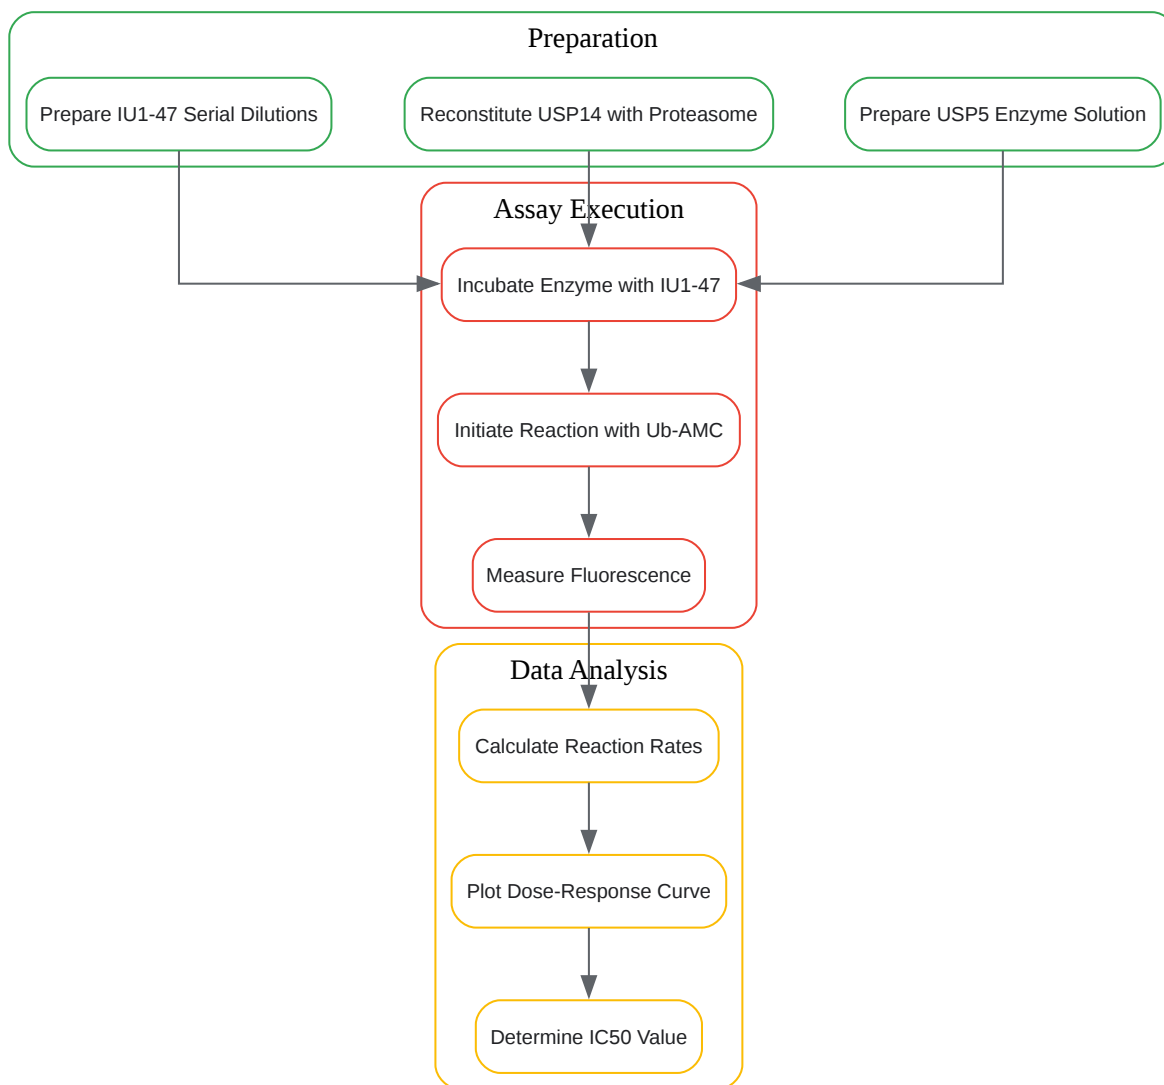 Preparation
Prepare IU1-47 Serial Dilutions
Reconstitute USP14 with Proteasome
Prepare USP5 Enzyme Solution
Assay Execution
Incubate Enzyme with IU1-47
Initiate Reaction with Ub-AMC
Measure Fluorescence
Data Analysis
Calculate Reaction Rates
Plot Dose-Response Curve
Determine IC50 Value